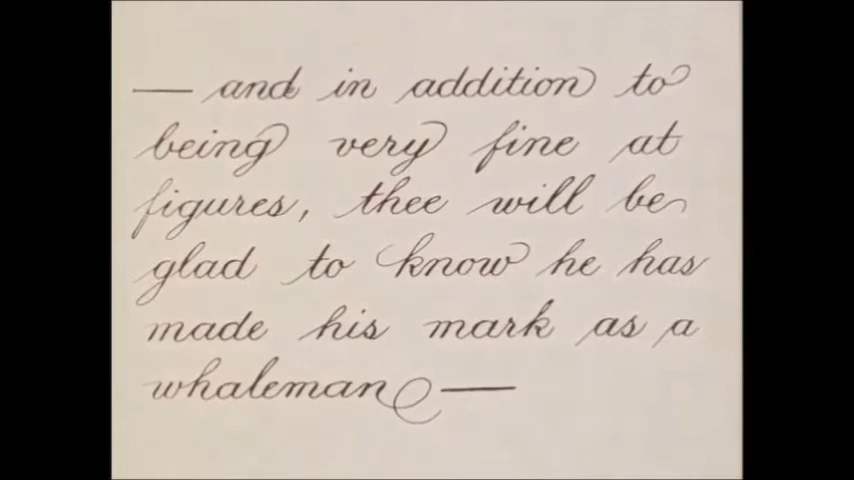 — and in addition to
being very fine at
figures, thee will be
glad to know he has
made his mark as a
whaleman —